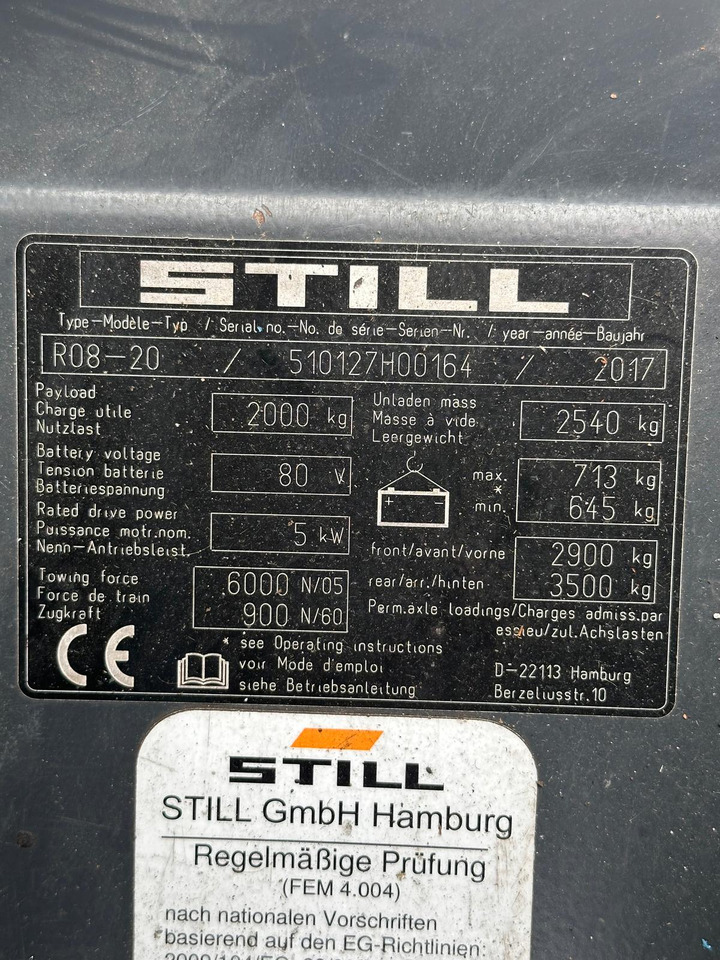 STILL
Type-Modèle-Typ / Serial no.-No. de série-Serien-Nr. / year-année-Baujahr
R08-20 / 510127H00164 / 2017
Payload
Charge utile
Nutzlast
2000 kg
Unladen mass
Masse à vide
Leergewicht
2540 kg
Battery voltage
Tension batterie
Batteriespannung
80 V
max. 713 kg
*
min. 645 kg
+ -
Rated drive power
Puissance motr.nom.
Nenn-Antriebsleist.
5 kW
front/avant/vorne 2900 kg
rear/arr./hinten 3500 kg
Perm.axle loadings/Charges admiss.par
essieu/zul.Achslasten
Towing force
Force de train
Zugkraft
6000 N/05
900 N/60
CE
* see Operating instructions
voir Mode d'emploi
siehe Betriebsanleitung
D-22113 Hamburg
Berzeliusstr.10
STILL
STILL GmbH Hamburg
Regelmäßige Prüfung
(FEM 4.004)
nach nationalen Vorschriften
basierend auf den EG-Richtlinien: